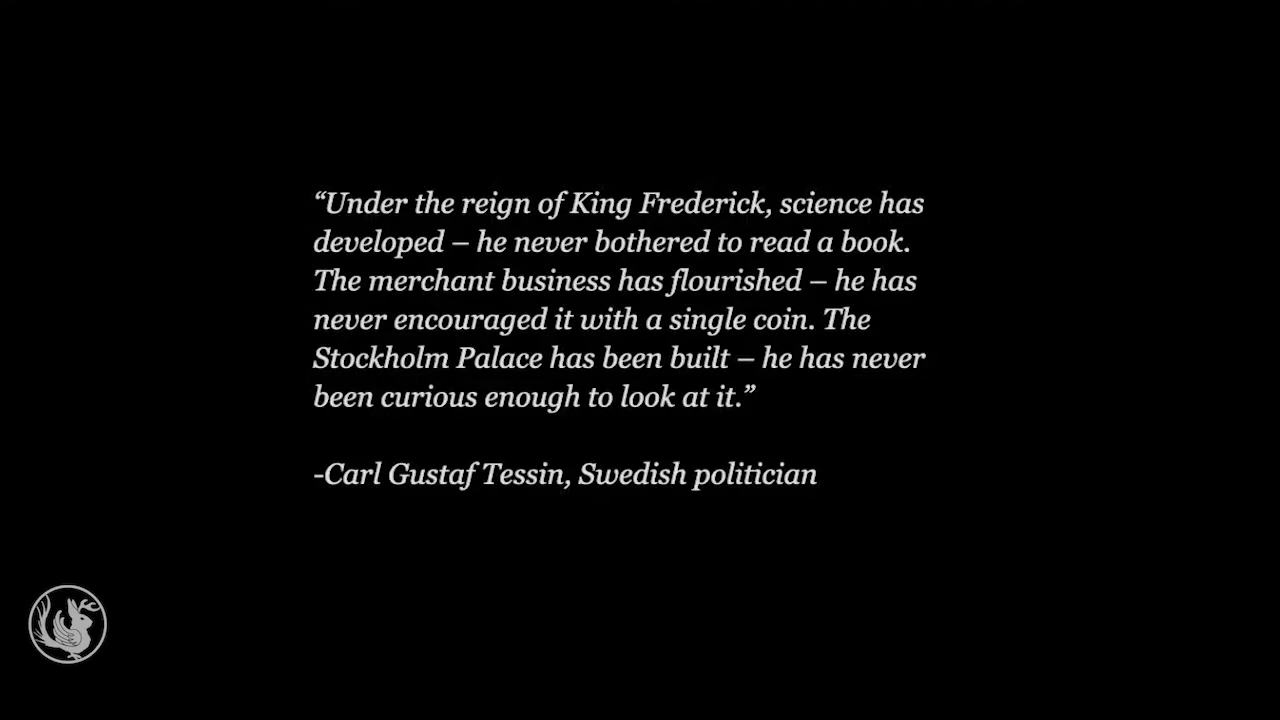 “Under the reign of King Frederick, science has
developed – he never bothered to read a book.
The merchant business has flourished – he has
never encouraged it with a single coin. The
Stockholm Palace has been built – he has never
been curious enough to look at it.”
-Carl Gustaf Tessin, Swedish politician